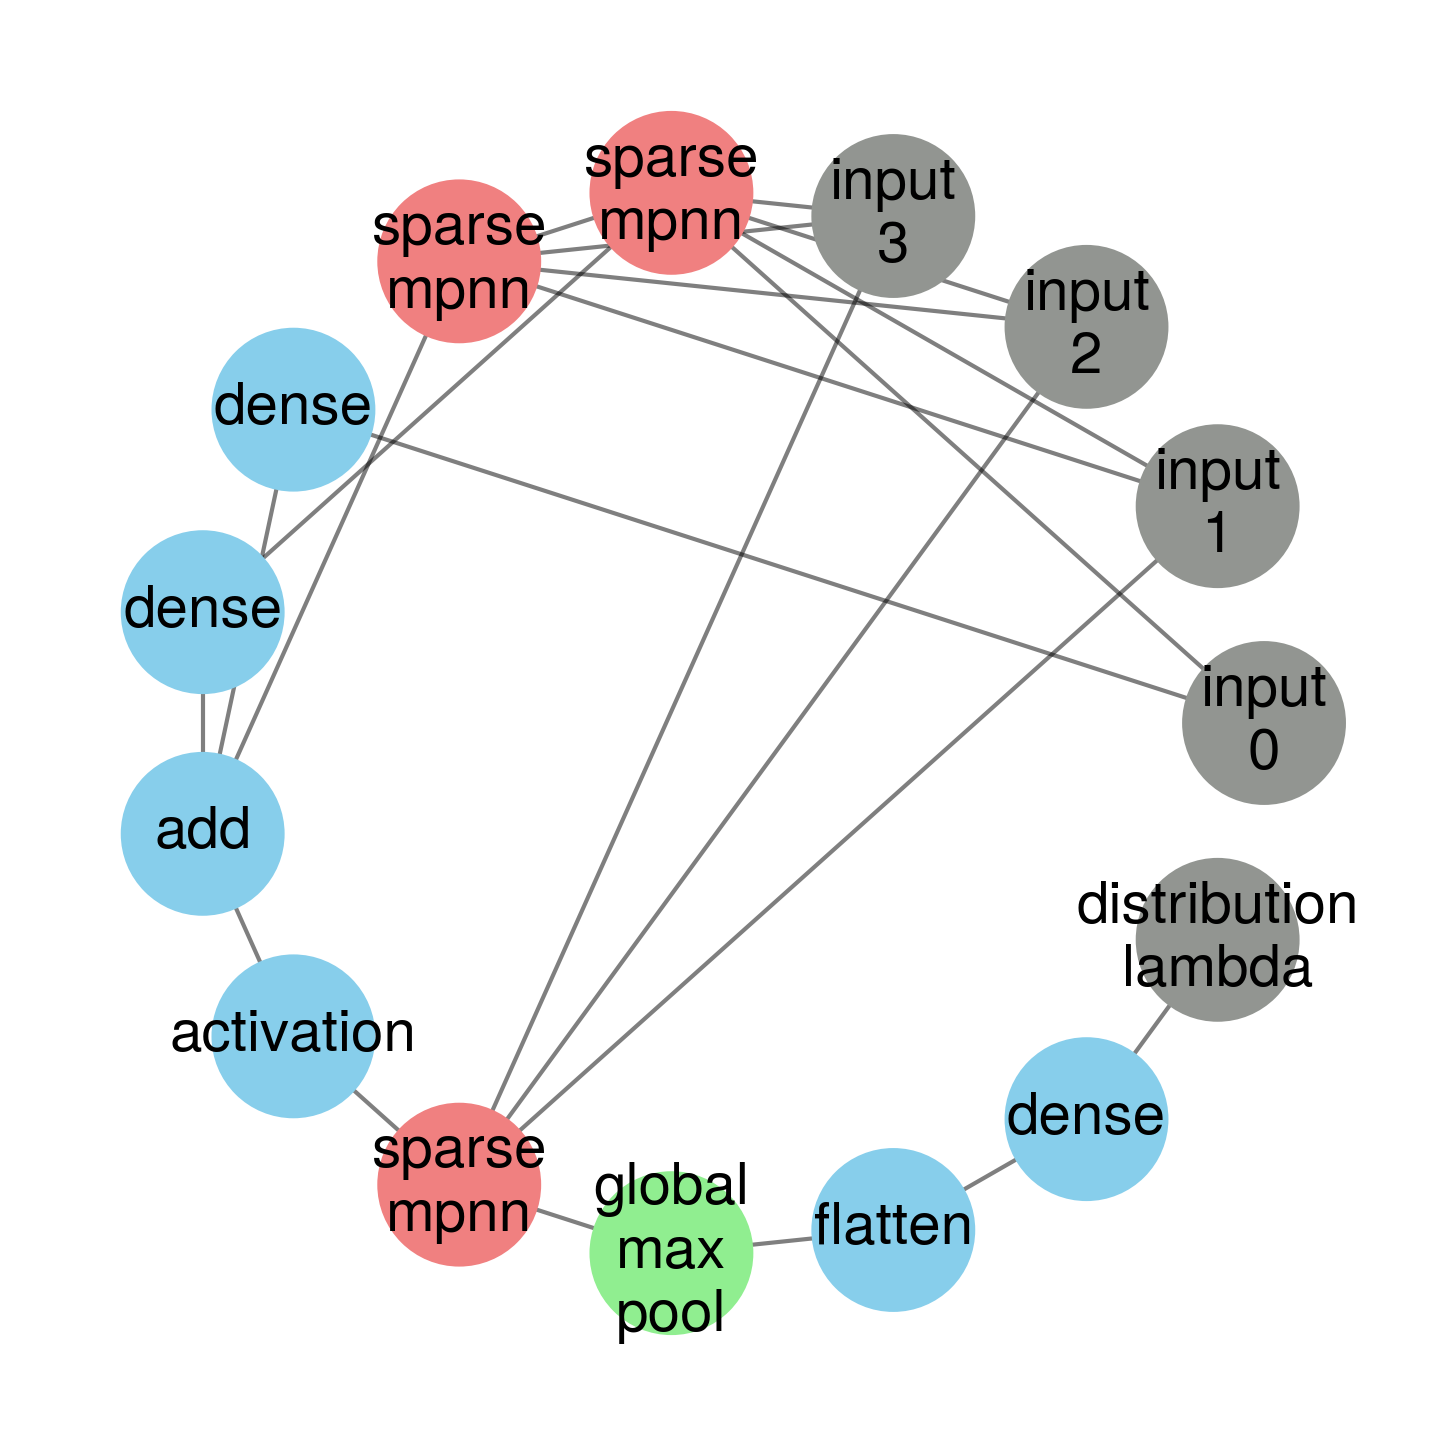 sparse
mpnn
input
3
sparse
mpnn
input
2
dense
input
1
dense
input
0
add
distribution
lambda
activation
dense
sparse
mpnn
flatten
global
max
pool